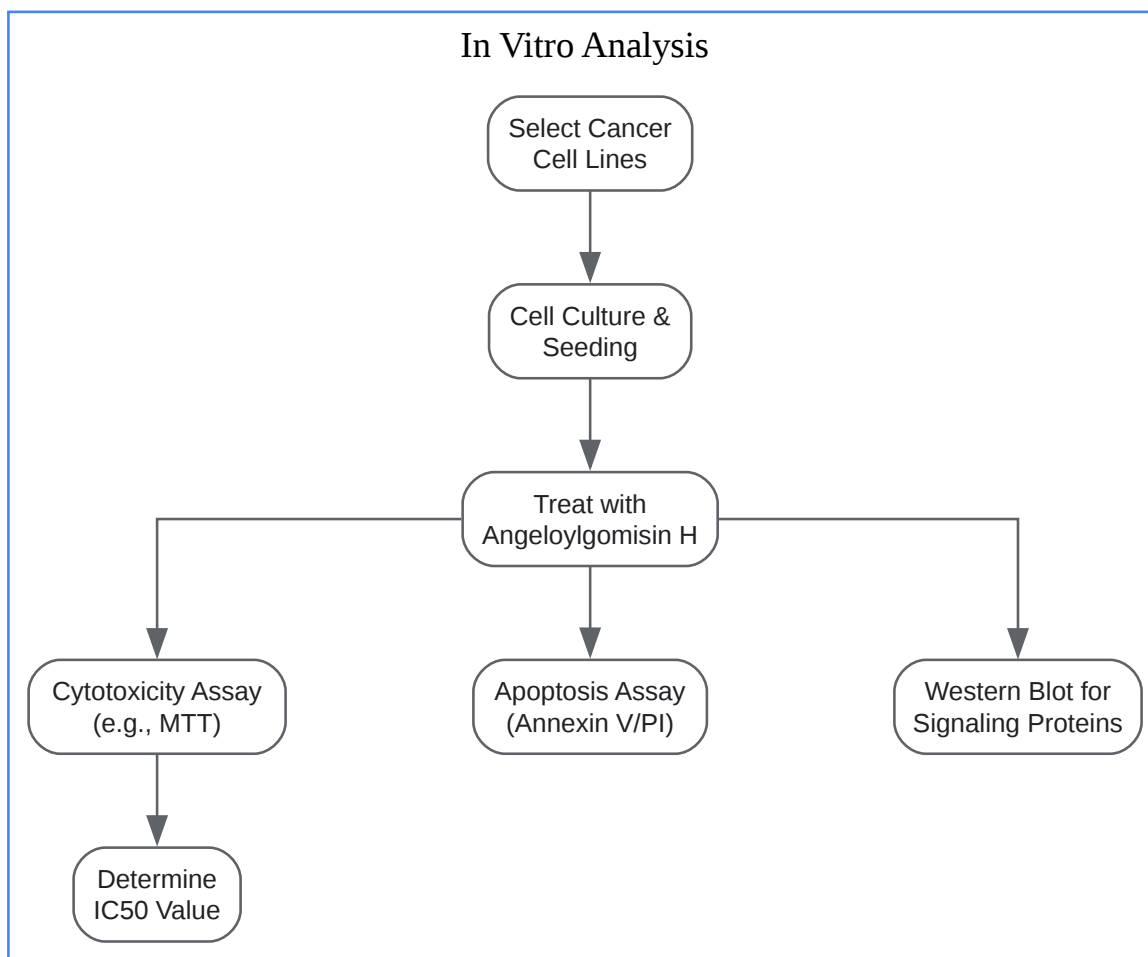 In Vitro Analysis
Select Cancer
Cell Lines
Cell Culture &
Seeding
Treat with
Angeloylgomisin H
Cytotoxicity Assay
(e.g., MTT)
Apoptosis Assay
(Annexin V/PI)
Western Blot for
Signaling Proteins
Determine
IC50 Value